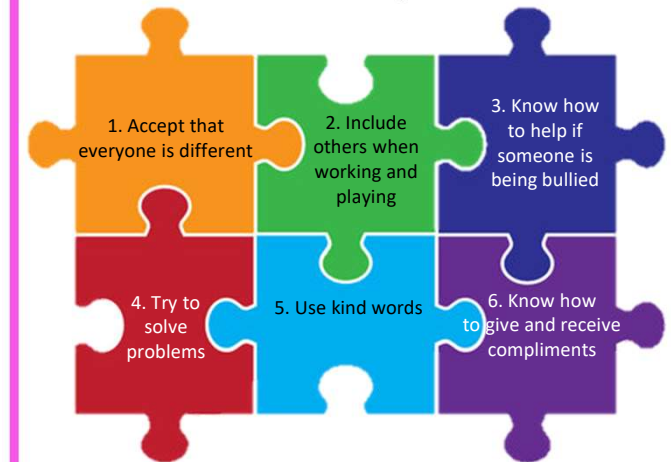 1. Accept that
everyone is different
2. Include
others when
working and
playing
3. Know how
to help if
someone is
being bullied
4. Try to
solve
problems
5. Use kind words
6. Know how
to give and receive
compliments